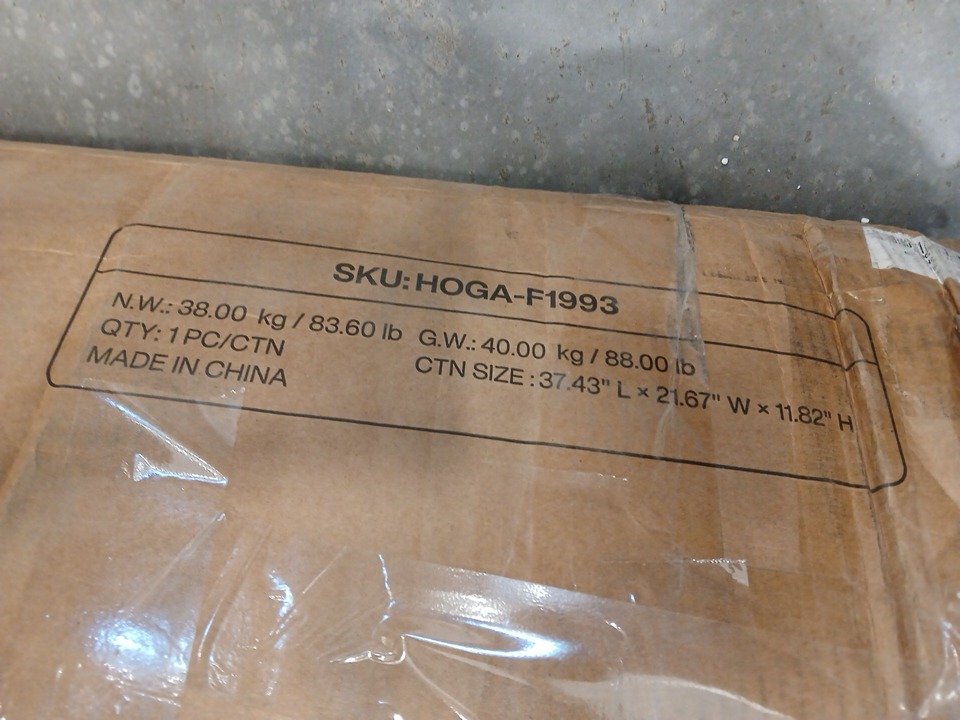 SKU: HOGA-F1993
N.W.: 38.00 kg / 83.60 lb G.W.: 40.00 kg / 88.00 lb
QTY: 1 PC/CTN CTN SIZE : 37.43" L × 21.67" W × 11.82" H
MADE IN CHINA